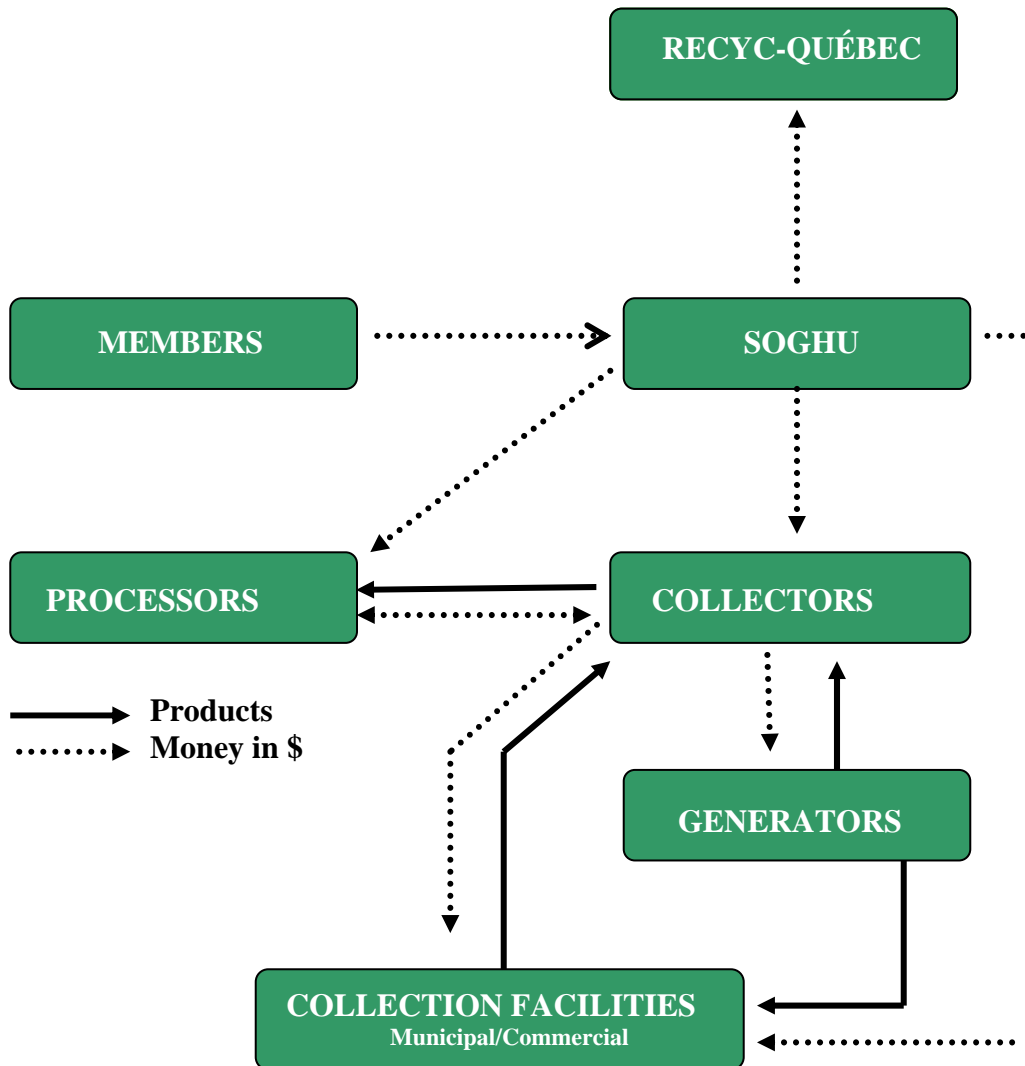 RECYC-QUÉBEC
MEMBERS
SOGHU
PROCESSORS
COLLECTORS
Products
Money in $
GENERATORS
COLLECTION FACILITIES
Municipal/Commercial